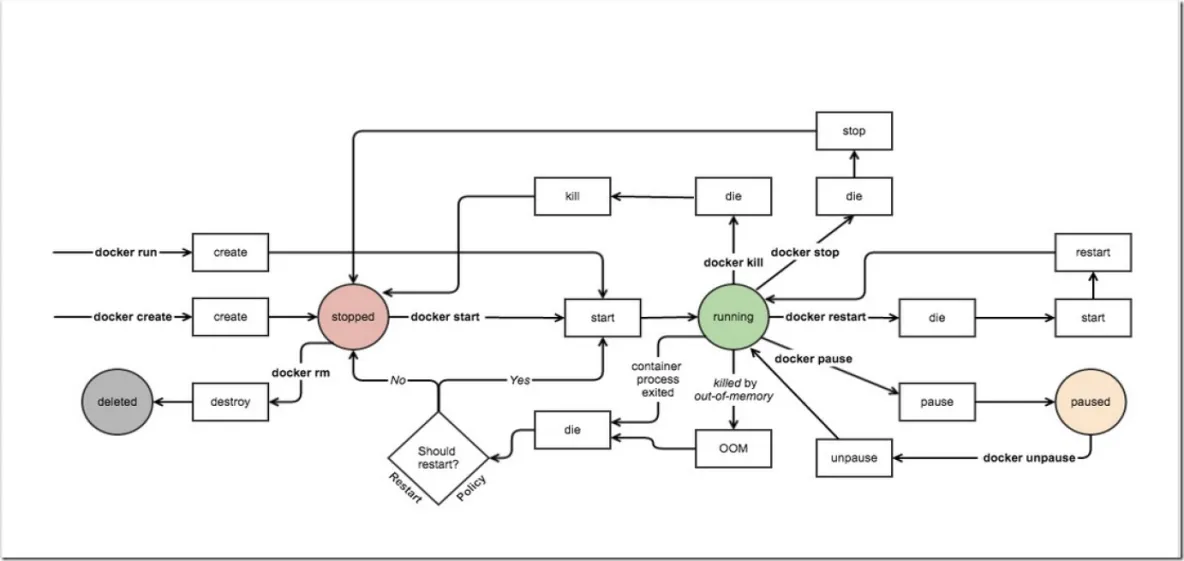 stop
kill
die
die
docker run
create
docker kill
docker stop
restart
docker create
create
stopped
docker start
start
running
docker restart
die
start
docker rm
No
Yes
container
process
exited
killed by
out-of-memory
docker pause
deleted
destroy
pause
paused
die
Should
restart?
Restart
Policy
OOM
unpause
docker unpause